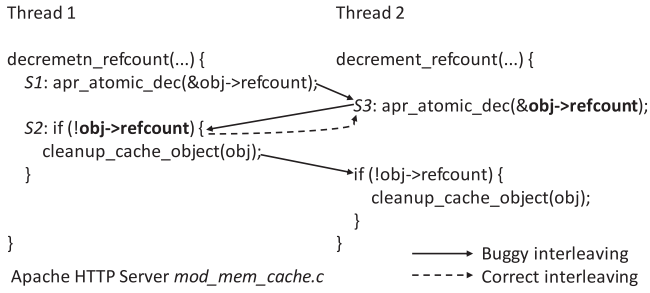 Thread 1
Thread 2
decremetn_refcount(...) {
decrement_refcount(...) {
S1: apr_atomic_dec(&obj->refcount);
S3: apr_atomic_dec(&obj->refcount);
S2: if (!obj->refcount) {
cleanup_cache_object(obj);
}
if (!obj->refcount) {
cleanup_cache_object(obj);
}
}
}
Buggy interleaving
Apache HTTP Server mod_mem_cache.c
Correct interleaving